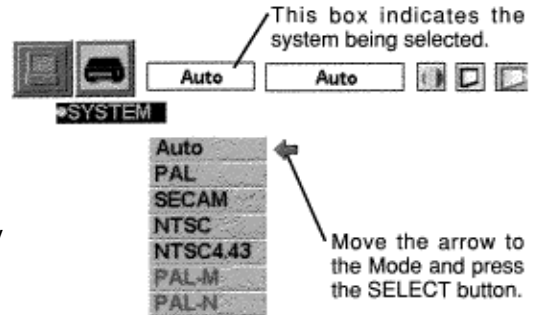 This box indicates the
system being selected.
Auto
Auto
SYSTEM
Auto
PAL
SECAM
NTSC
NTSC4.43
PAL-M
PAL-N
Move the arrow to
the Mode and press
the SELECT button.